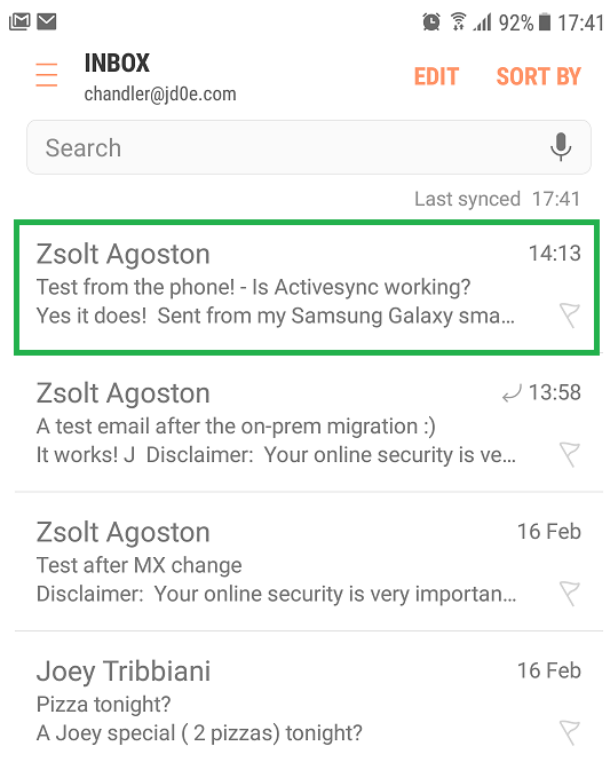 92% 17:41
INBOX
chandler@jd0e.com
EDIT SORT BY
Search
Last synced 17:41
Zsolt Agoston 14:13
Test from the phone! - Is Activesync working?
Yes it does! Sent from my Samsung Galaxy sma...
Zsolt Agoston 13:58
A test email after the on-prem migration :)
It works! J Disclaimer: Your online security is ve...
Zsolt Agoston 16 Feb
Test after MX change
Disclaimer: Your online security is very importan...
Joey Tribbiani 16 Feb
Pizza tonight?
A Joey special ( 2 pizzas) tonight?